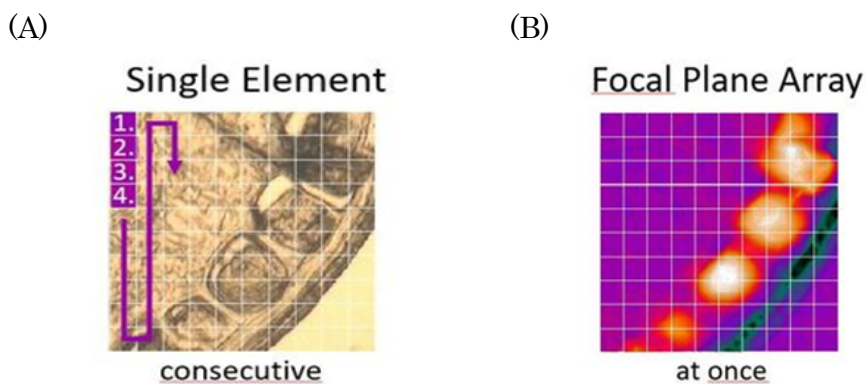 (A)
Single Element
1.
2.
3.
4.
consecutive
(B)
Focal Plane Array
at once